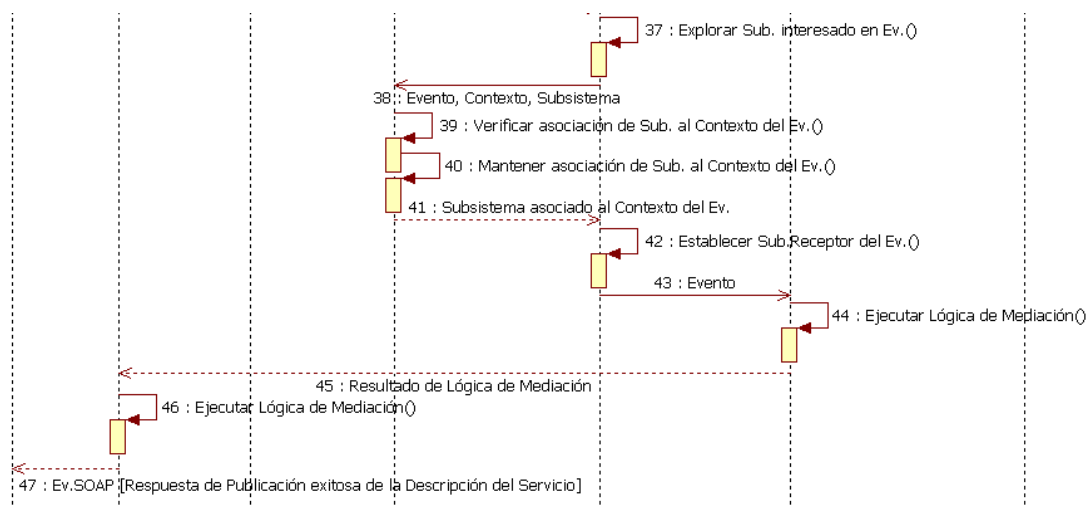 37 : Explorar Sub. interesado en Ev.()
38 : Evento, Contexto, Subsistema
39 : Verificar asociación de Sub. al Contexto del Ev.()
40 : Mantener asociación de Sub. al Contexto del Ev.()
41 : Subsistema asociado al Contexto del Ev.
42 : Establecer Sub.Receptor del Ev.()
43 : Evento
44 : Ejecutar Lógica de Mediación()
45 : Resultado de Lógica de Mediación
46 : Ejecutar Lógica de Mediación()
47 : Ev.SOAP [Respuesta de Publicación exitosa de la Descripción del Servicio]